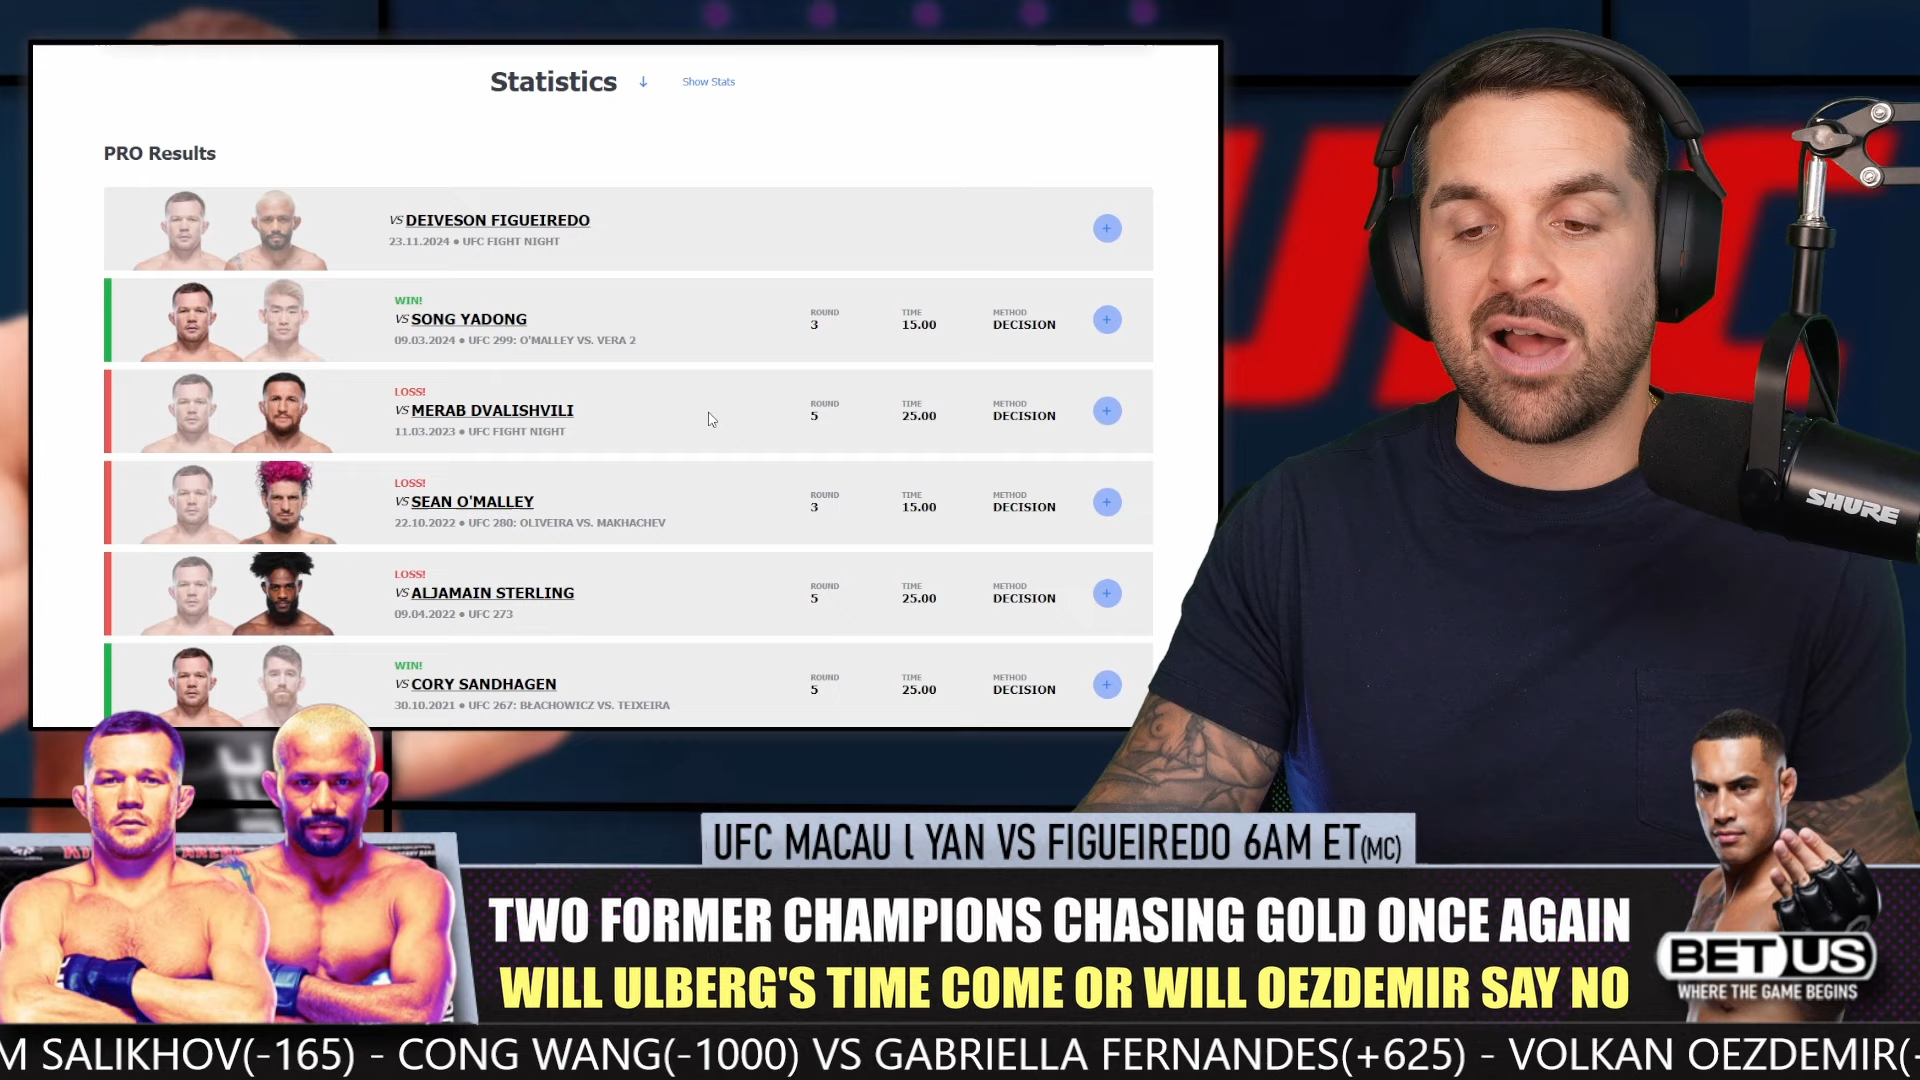 Statistics ↓ Show Stats
PRO Results
VS DEIVESON FIGUEIREDO
23.11.2024 • UFC FIGHT NIGHT
+
WIN!
VS SONG YADONG
09.03.2024 • UFC 299: O'MALLEY VS. VERA 2
ROUND TIME METHOD
3 15.00 DECISION
+
LOSS!
VS MERAB DVALISHVILI
11.03.2023 • UFC FIGHT NIGHT
ROUND TIME METHOD
5 25.00 DECISION
+
LOSS!
VS SEAN O'MALLEY
22.10.2022 • UFC 280: OLIVEIRA VS. MAKHACHEV
ROUND TIME METHOD
3 15.00 DECISION
+
LOSS!
VS ALJAMAIN STERLING
09.04.2022 • UFC 273
ROUND TIME METHOD
5 25.00 DECISION
+
WIN!
VS CORY SANDHAGEN
30.10.2021 • UFC 267: BŁACHOWICZ VS. TEIXEIRA
ROUND TIME METHOD
5 25.00 DECISION
+
UFC
SHURE
UFC MACAU | YAN VS FIGUEIREDO 6AM ET(MC)
TWO FORMER CHAMPIONS CHASING GOLD ONCE AGAIN
WILL ULBERG'S TIME COME OR WILL OEZDEMIR SAY NO
BETUS
WHERE THE GAME BEGINS
M SALIKHOV(-165) - CONG WANG(-1000) VS GABRIELLA FERNANDES(+625) - VOLKAN OEZDEMIR(-